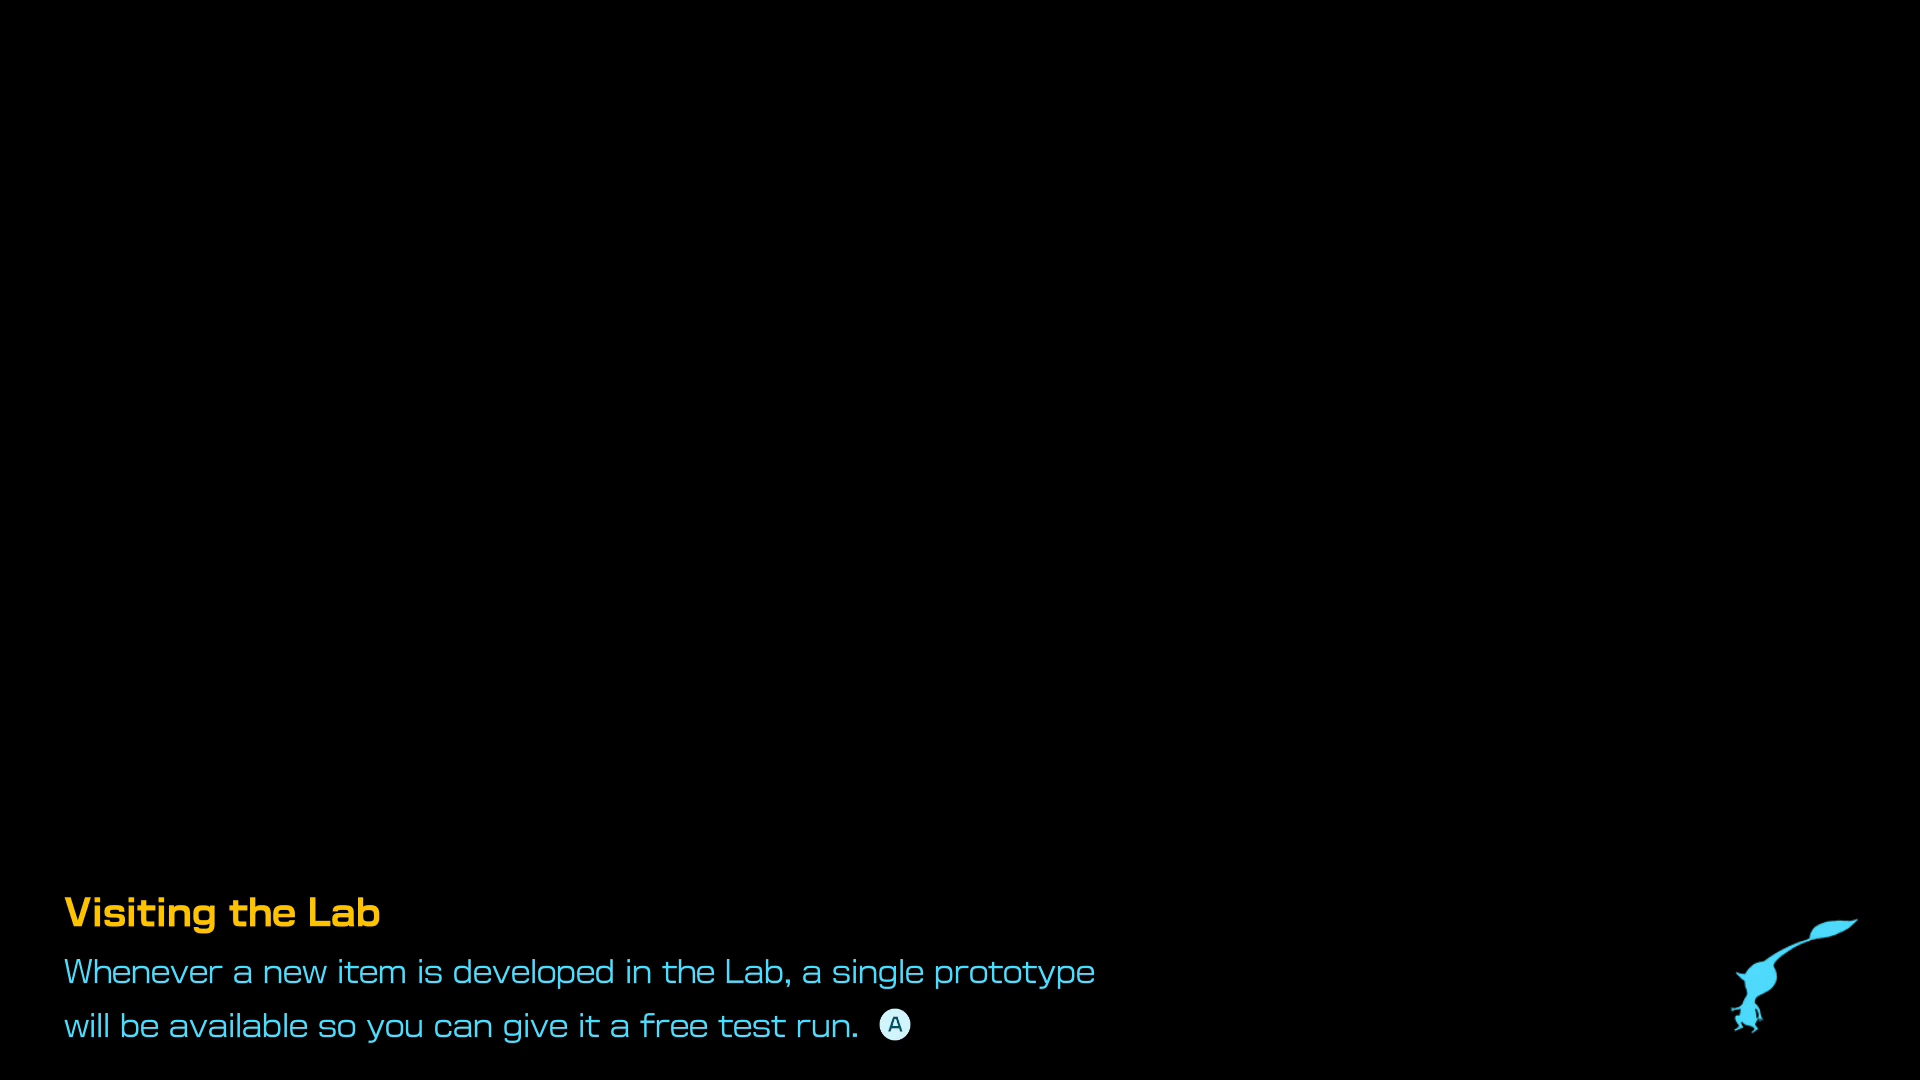 Visiting the Lab
Whenever a new item is developed in the Lab, a single prototype
will be available so you can give it a free test run. A